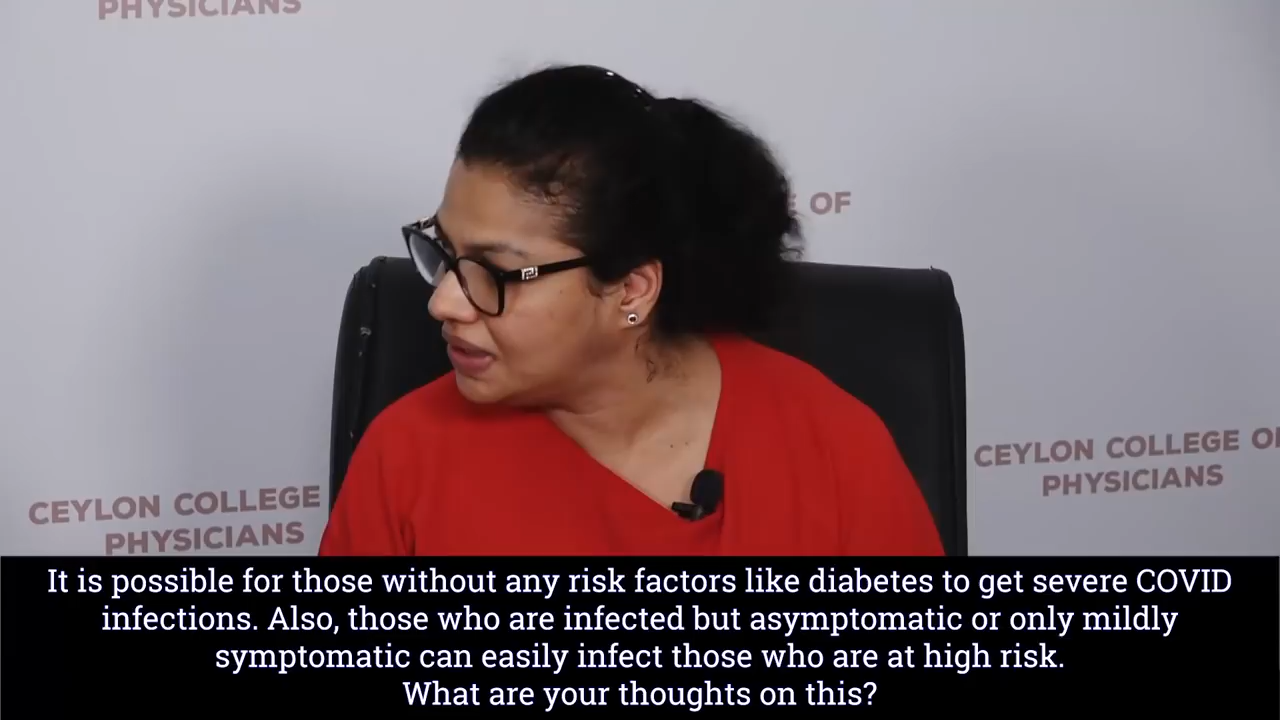 PHYSICIANS
OF
CEYLON COLLEGE OF
PHYSICIANS
CEYLON COLLEGE
PHYSICIANS
It is possible for those without any risk factors like diabetes to get severe COVID
infections. Also, those who are infected but asymptomatic or only mildly
symptomatic can easily infect those who are at high risk.
What are your thoughts on this?